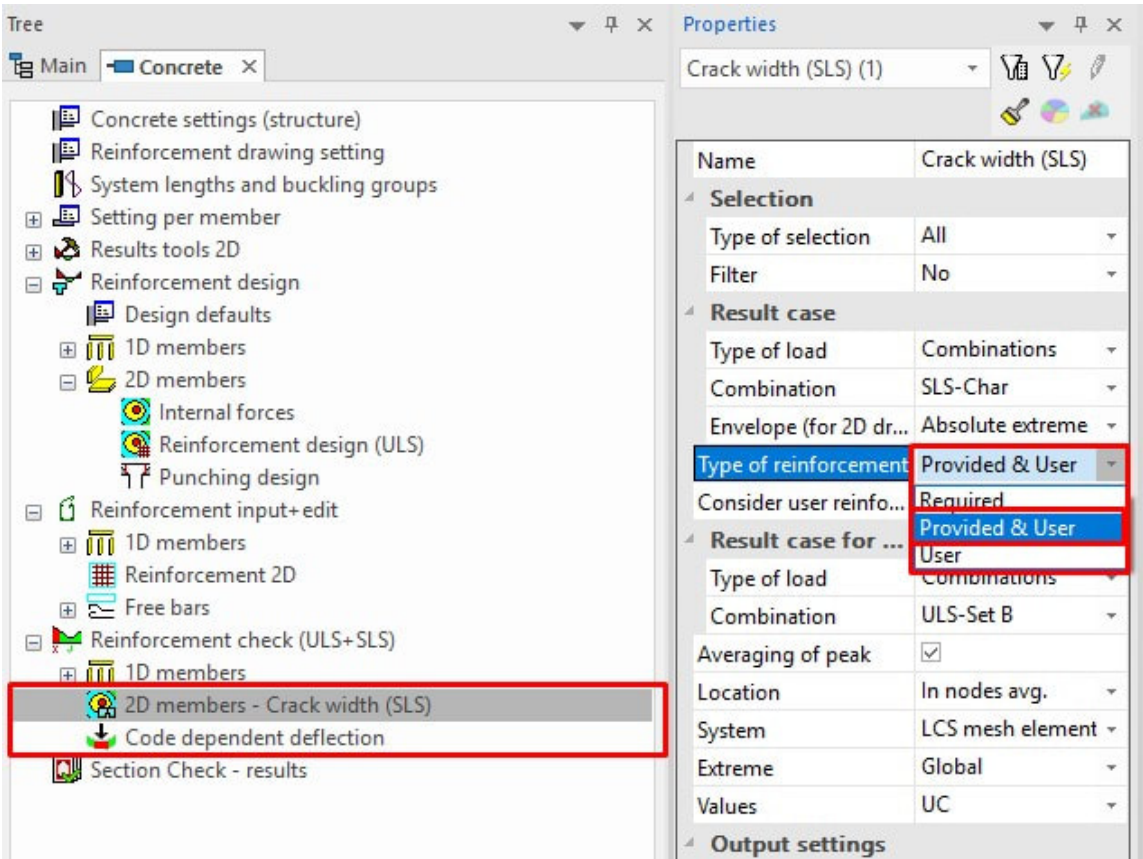 Tree
Main
Concrete
Concrete settings (structure)
Reinforcement drawing setting
System lengths and buckling groups
Setting per member
Results tools 2D
Reinforcement design
Design defaults
1D members
2D members
Internal forces
Reinforcement design (ULS)
Punching design
Reinforcement input+edit
1D members
Reinforcement 2D
Free bars
Reinforcement check (ULS+SLS)
1D members
2D members - Crack width (SLS)
Code dependent deflection
Section Check - results
Properties
Crack width (SLS) (1)
Name Crack width (SLS)
Selection
Type of selection All
Filter No
Result case
Type of load Combinations
Combination SLS-Char
Envelope (for 2D dr... Absolute extreme
Type of reinforcement Provided & User
Consider user reinfo... Required
Provided & User
Result case for ...
User
Type of load Combinations
Combination ULS-Set B
Averaging of peak
Location In nodes avg.
System LCS mesh element
Extreme Global
Values UC
Output settings